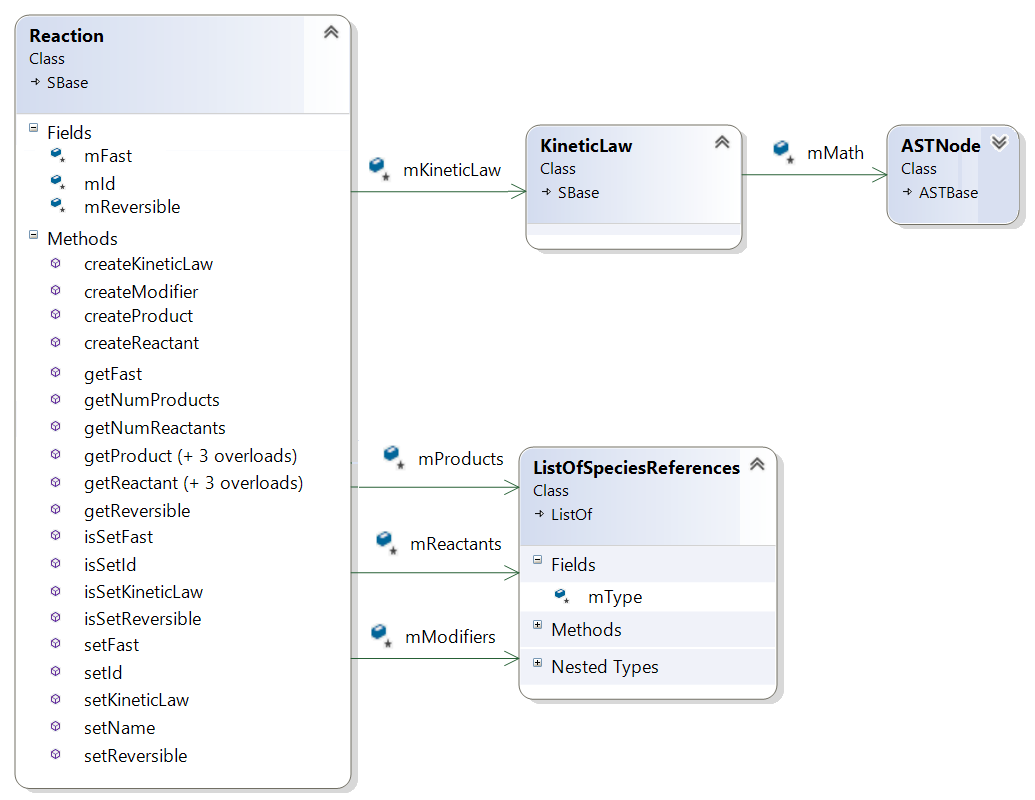 Reaction
Class
SBase
Fields
mFast
mId
mReversible
Methods
createKineticLaw
createModifier
createProduct
createReactant
getFast
getNumProducts
getNumReactants
getProduct (+ 3 overloads)
getReactant (+ 3 overloads)
getReversible
isSetFast
isSetId
isSetKineticLaw
isSetReversible
setFast
setId
setKineticLaw
setName
setReversible
mKineticLaw
KineticLaw
Class
SBase
mMath
ASTNode
Class
ASTBase
mProducts
mReactants
mModifiers
ListOfSpeciesReferences
Class
ListOf
Fields
mType
Methods
Nested Types